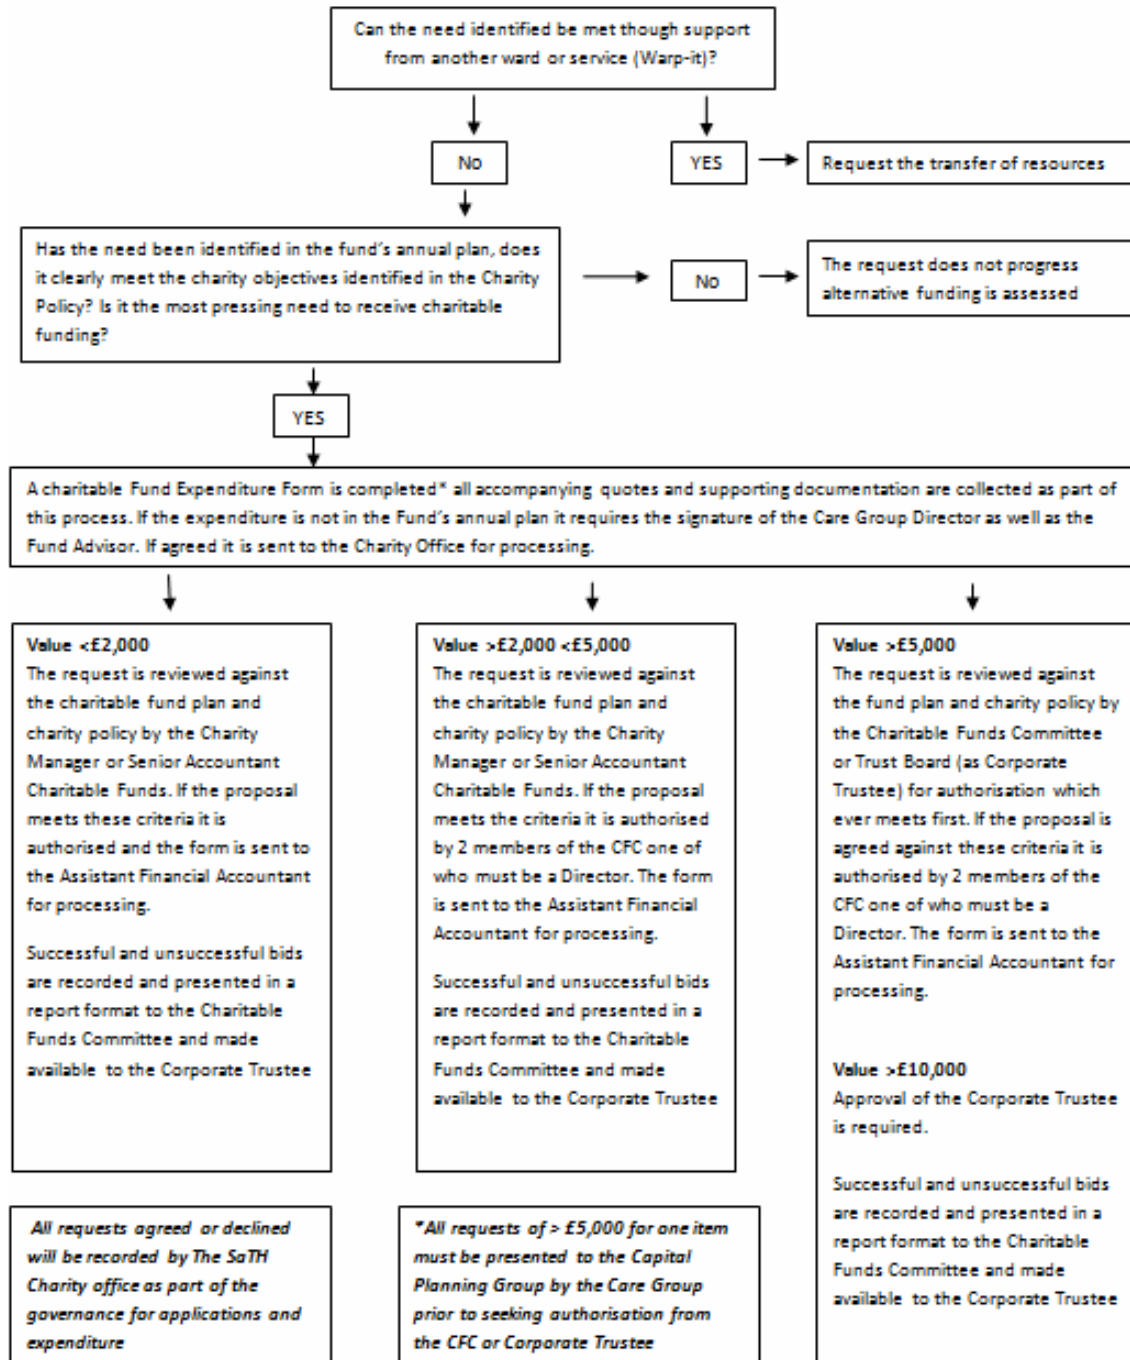 Can the need identified be met though support
from another ward or service (Warp-it)?
No
YES
Request the transfer of resources
Has the need been identified in the fund's annual plan, does
it clearly meet the charity objectives identified in the Charity
Policy? Is it the most pressing need to receive charitable
funding?
No
The request does not progress
alternative funding is assessed
YES
A charitable Fund Expenditure Form is completed* all accompanying quotes and supporting documentation are collected as part of
this process. If the expenditure is not in the Fund's annual plan it requires the signature of the Care Group Director as well as the
Fund Advisor. If agreed it is sent to the Charity Office for processing.
Value <£2,000
The request is reviewed against
the charitable fund plan and
charity policy by the Charity
Manager or Senior Accountant
Charitable Funds. If the proposal
meets these criteria it is
authorised and the form is sent to
the Assistant Financial Accountant
for processing.
Successful and unsuccessful bids
are recorded and presented in a
report format to the Charitable
Funds Committee and made
available to the Corporate Trustee
Value >£2,000 <£5,000
The request is reviewed against
the charitable fund plan and
charity policy by the Charity
Manager or Senior Accountant
Charitable Funds. If the proposal
meets the criteria it is authorised
by 2 members of the CFC one of
who must be a Director. The form
is sent to the Assistant Financial
Accountant for processing.
Successful and unsuccessful bids
are recorded and presented in a
report format to the Charitable
Funds Committee and made
available to the Corporate Trustee
Value >£5,000
The request is reviewed against
the fund plan and charity policy by
the Charitable Funds Committee
or Trust Board (as Corporate
Trustee) for authorisation which
ever meets first. If the proposal is
agreed against these criteria it is
authorised by 2 members of the
CFC one of who must be a
Director. The form is sent to the
Assistant Financial Accountant for
processing.
Value >£10,000
Approval of the Corporate Trustee
is required.
Successful and unsuccessful bids
are recorded and presented in a
report format to the Charitable
Funds Committee and made
available to the Corporate Trustee
All requests agreed or declined
will be recorded by The SaTH
Charity office as part of the
governance for applications and
expenditure
*All requests of > £5,000 for one item
must be presented to the Capital
Planning Group by the Care Group
prior to seeking authorisation from
the CFC or Corporate Trustee